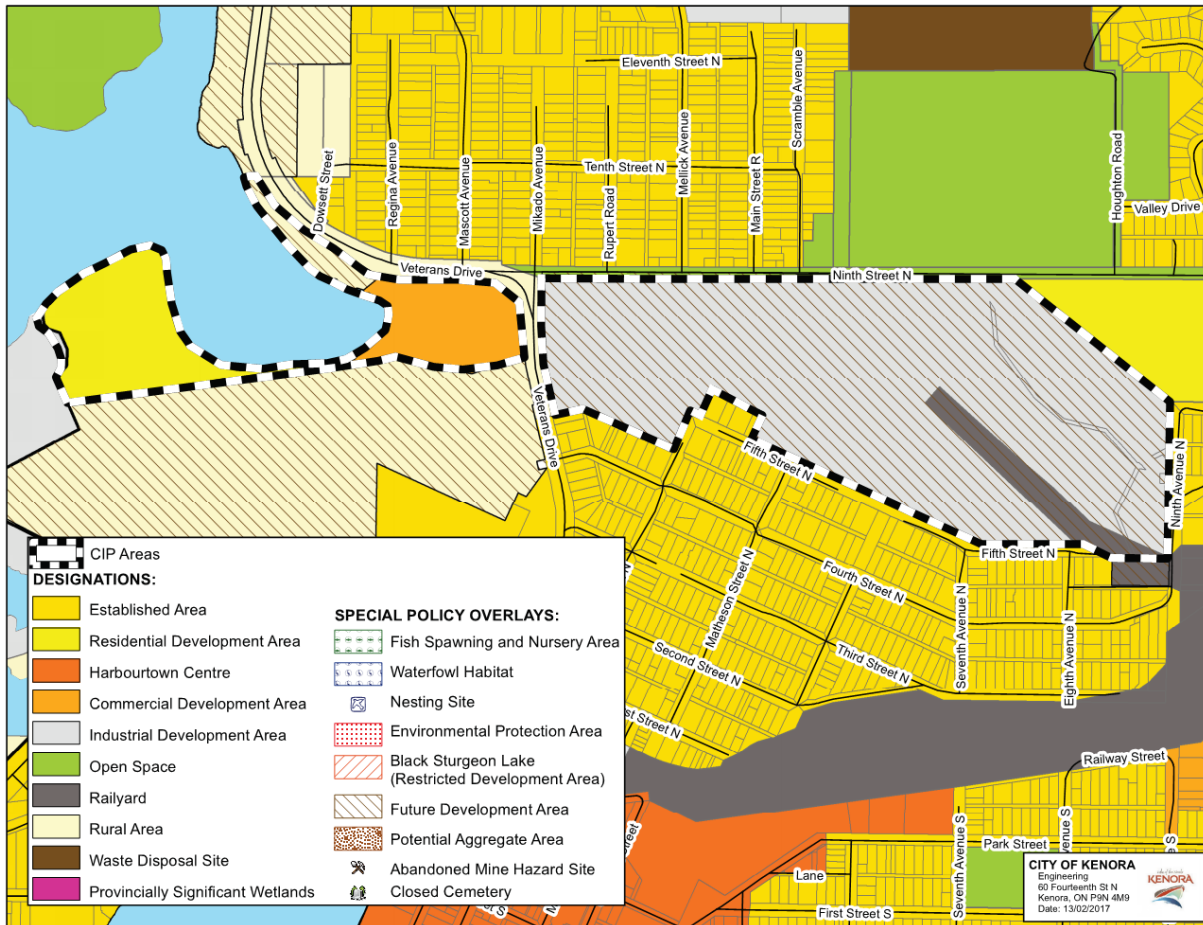 Eleventh Street N
Scramble Avenue
Mellick Avenue
Dowsett Street
Regina Avenue
Mascott Avenue
Mikado Avenue
Tenth Street N
Rupert Road
Main Street R
Houghton Road
Valley Drive
Veterans Drive
Ninth Street N
Veterans Drive
Fifth Street N
Ninth Avenue N
Fifth Street N
Matheson Street N
Fourth Street N
Seventh Avenue N
Eighth Avenue N
Third Street N
Second Street N
Street N
N
Railway Street
Park Street
Seventh Avenue S
Lane
First Street S
CIP Areas
DESIGNATIONS:
Established Area
Residential Development Area
Harbourtown Centre
Commercial Development Area
Industrial Development Area
Open Space
Railyard
Rural Area
Waste Disposal Site
Provincially Significant Wetlands
SPECIAL POLICY OVERLAYS:
Fish Spawning and Nursery Area
Waterfowl Habitat
Nesting Site
Environmental Protection Area
Black Sturgeon Lake
(Restricted Development Area)
Future Development Area
Potential Aggregate Area
Abandoned Mine Hazard Site
Closed Cemetery
CITY OF KENORA
Engineering
60 Fourteenth St N
Kenora, ON P9N 4M9
Date: 13/02/2017
KENORA